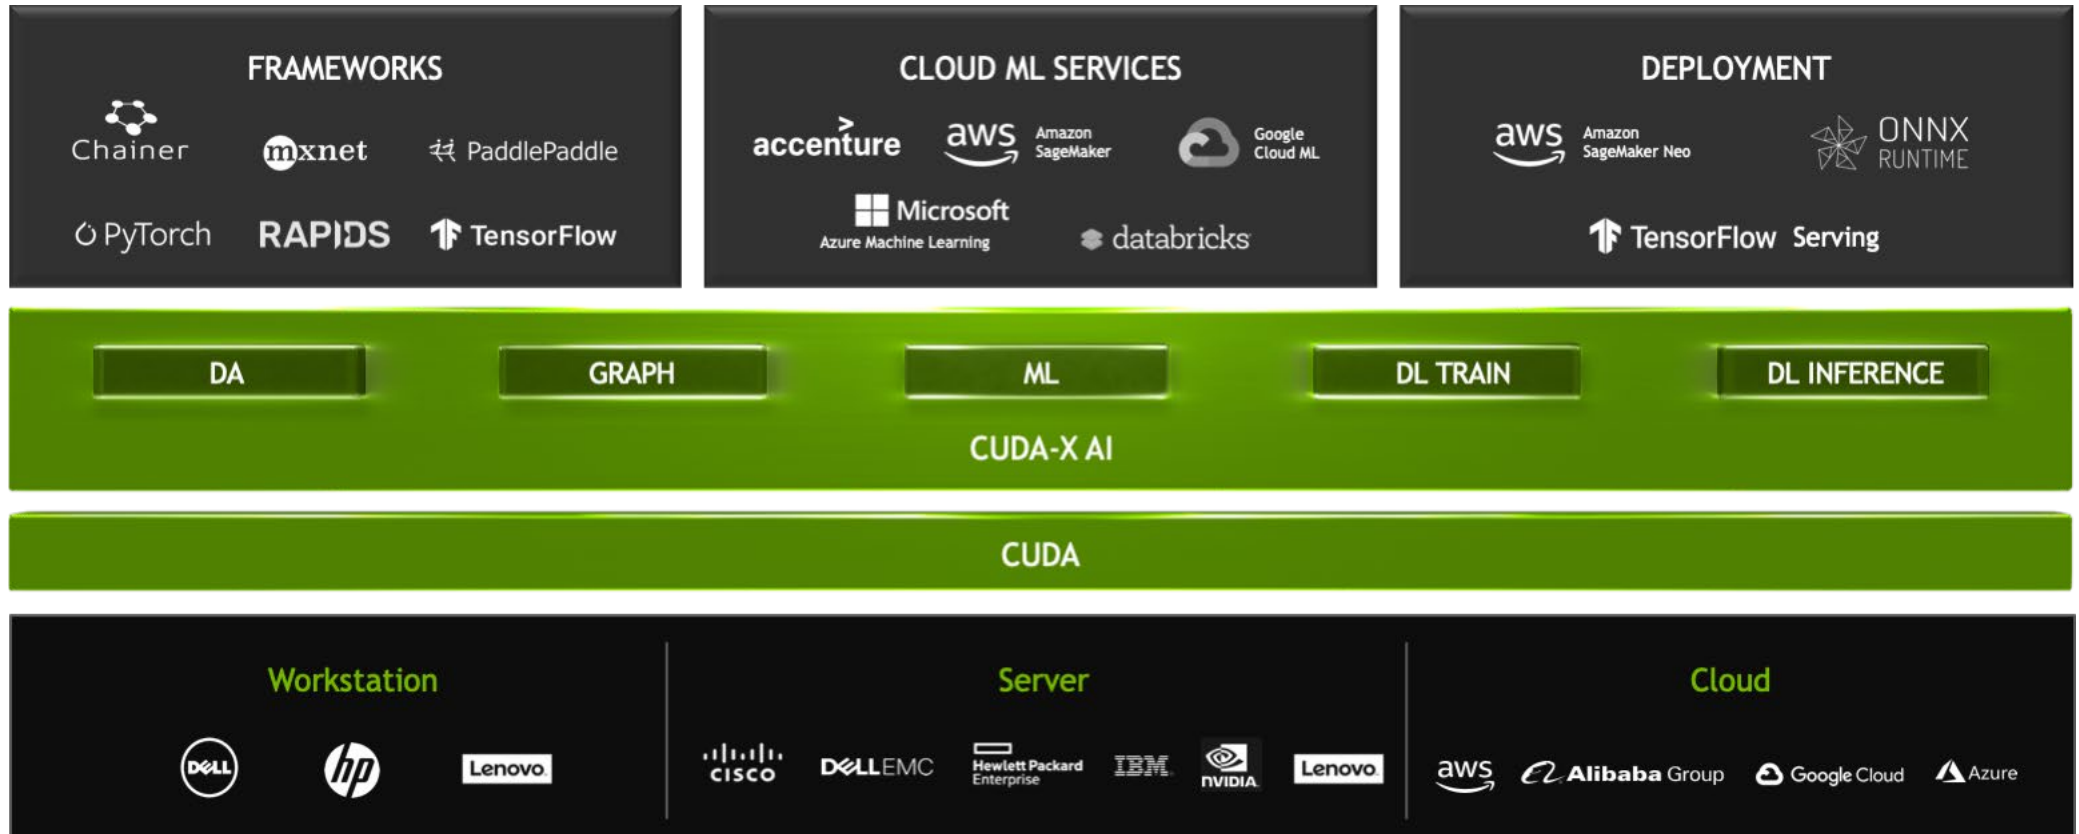 FRAMEWORKS
Chainer
mxnet
PaddlePaddle
PyTorch
RAPIDS
TensorFlow
CLOUD ML SERVICES
accenture
aws
Amazon
SageMaker
Google
Cloud ML
Microsoft
Azure Machine Learning
databricks
DEPLOYMENT
aws
Amazon
SageMaker Neo
ONNX
RUNTIME
TensorFlow Serving
DA
GRAPH
ML
DL TRAIN
DL INFERENCE
CUDA-X AI
CUDA
Workstation
DELL
hp
Lenovo
Server
CISCO
DELLEMC
Hewlett Packard
Enterprise
IBM
NVIDIA
Lenovo
Cloud
aws
Alibaba Group
Google Cloud
Azure